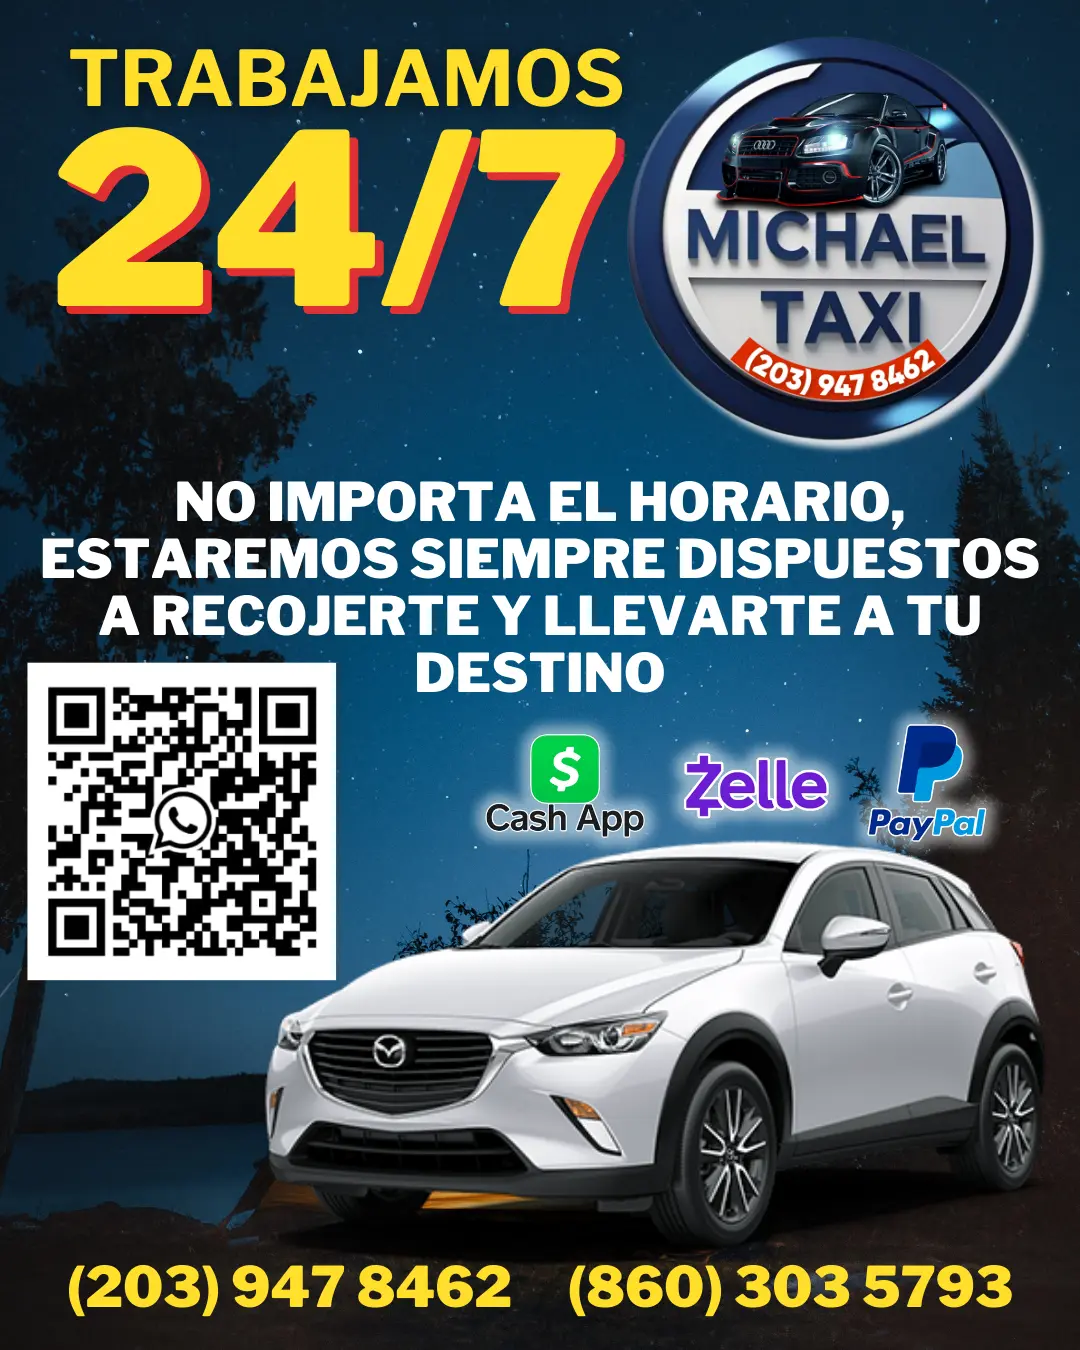 TRABAJAMOS
24/7
MICHAEL
TAXI
(203) 947 8462
NO IMPORTA EL HORARIO,
ESTAREMOS SIEMPRE DISPUESTOS
A RECOJERTE Y LLEVARTE A TU
DESTINO
$
Cash App
Zelle
PayPal
(203) 947 8462 (860) 303 5793